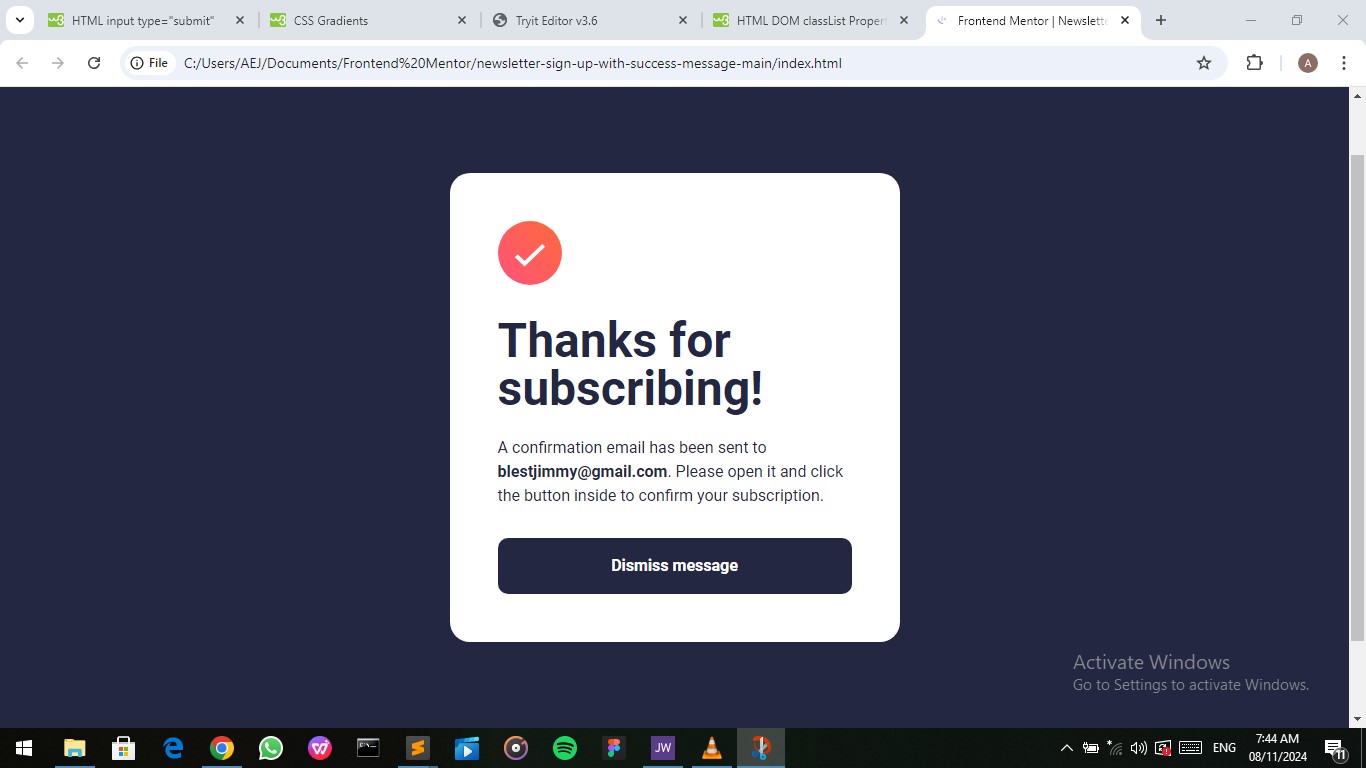 HTML input type="submit"
CSS Gradients
Tryit Editor v3.6
HTML DOM classList Proper
Frontend Mentor | Newslette
File
C:/Users/AEJ/Documents/Frontend%20Mentor/newsletter-sign-up-with-success-message-main/index.html
A
Thanks for
subscribing!
A confirmation email has been sent to
blestjimmy@gmail.com. Please open it and click
the button inside to confirm your subscription.
Dismiss message
Activate Windows
Go to Settings to activate Windows.
JW
ENG
7:44 AM
08/11/2024
11